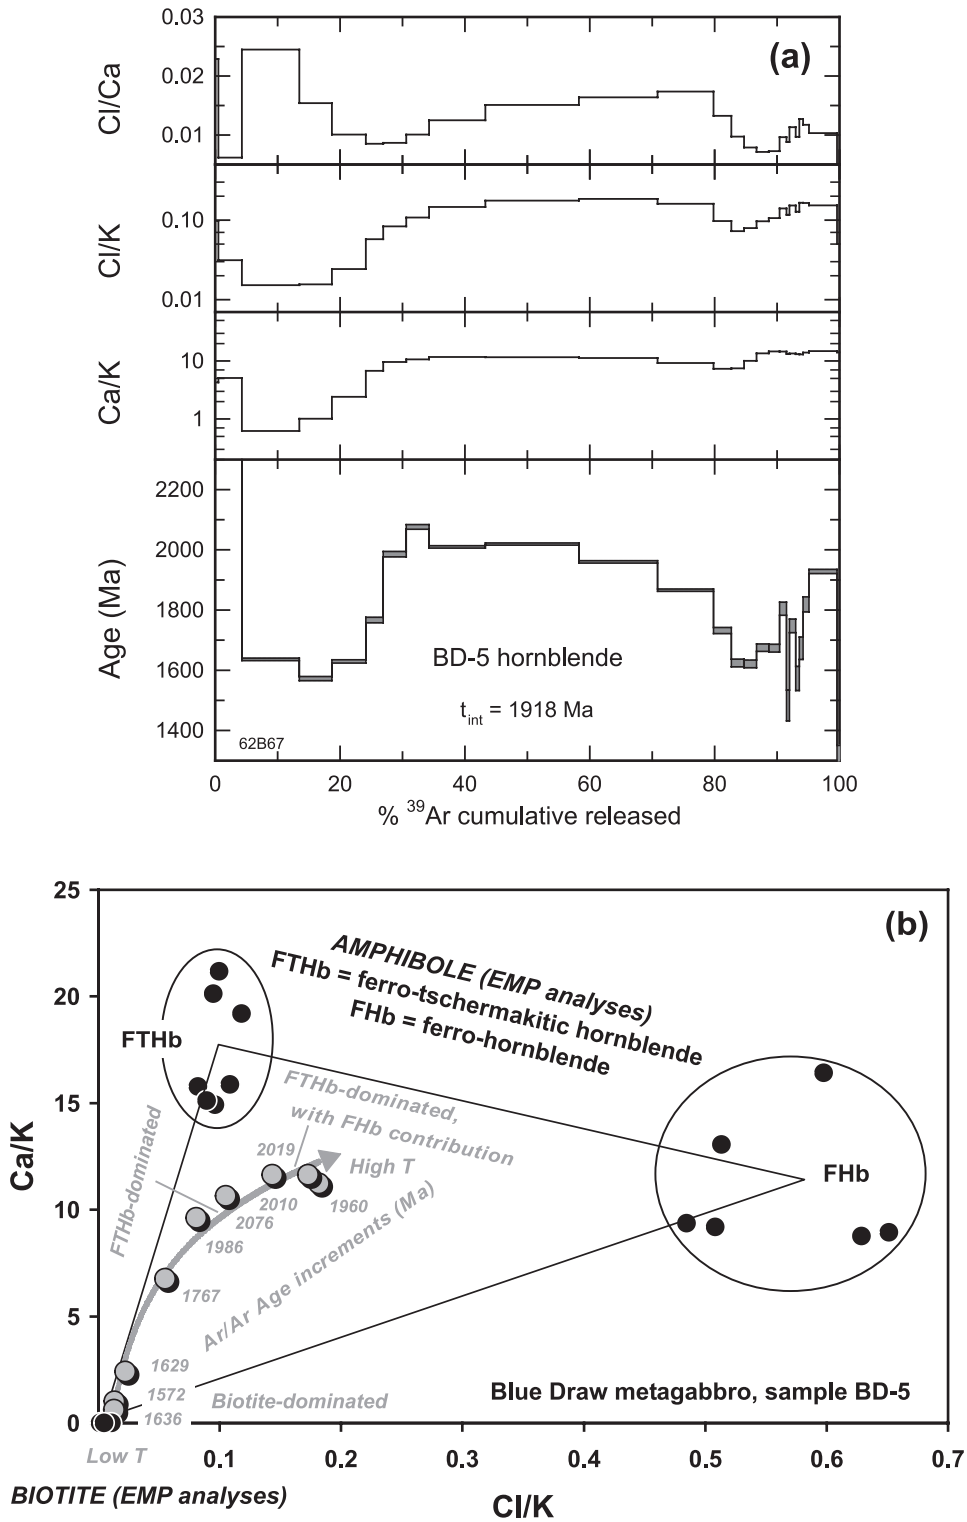 (a)
0.03
0.02
0.01
Cl/Ca
0.10
0.01
Cl/K
10
1
Ca/K
2200
2000
1800
1600
1400
Age (Ma)
BD-5 hornblende
t_int = 1918 Ma
62B67
0 20 40 60 80 100
% ³⁹Ar cumulative released
(b)
25
20
15
10
5
0
Ca/K
AMPHIBOLE (EMP analyses)
FTHb = ferro-tschermakitic hornblende
FHb = ferro-hornblende
FTHb
FHb
FTHb-dominated,
with FHb contribution
FTHb-dominated
High T
2019
2010
1960
2076
1986
1767
Ar/Ar Age increments (Ma)
1629
1572
1636
Biotite-dominated
Blue Draw metagabbro, sample BD-5
Low T
0.1 0.2 0.3 0.4 0.5 0.6 0.7
BIOTITE (EMP analyses)
Cl/K